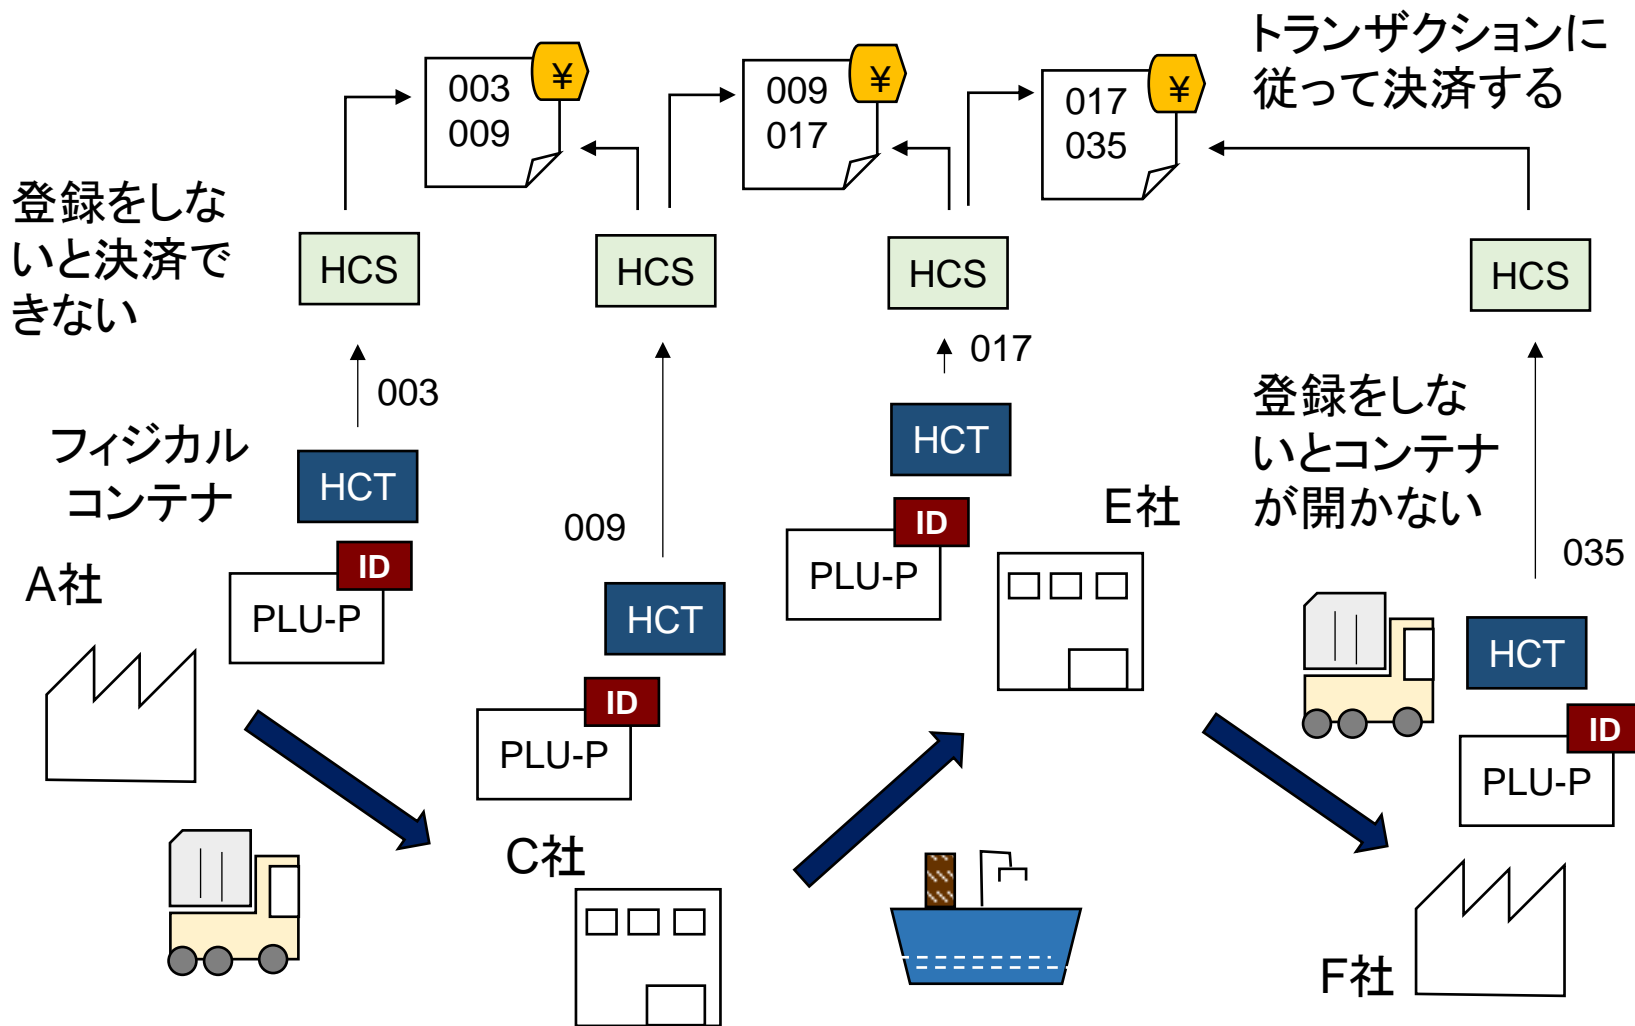 トランザクションに
従って決済する
003
009
¥
009
017
¥
017
035
¥
登録をしな
いと決済で
きない
HCS
HCS
HCS
HCS
003
017
フィジカル
コンテナ
HCT
009
HCT
登録をしな
いとコンテナ
が開かない
035
A社
ID
PLU-P
HCT
ID
PLU-P
E社
HCT
ID
PLU-P
C社
ID
PLU-P
F社